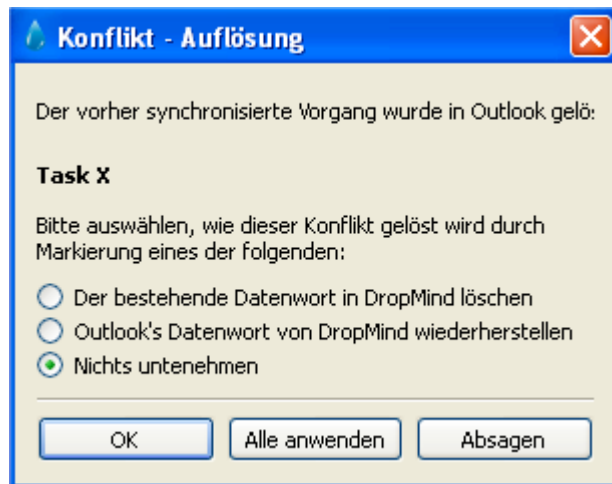 Konflikt - Auflösung
Der vorher synchronisierte Vorgang wurde in Outlook gelös
Task X
Bitte auswählen, wie dieser Konflikt gelöst wird durch
Markierung eines der folgenden:
Der bestehende Datenwort in DropMind löschen
Outlook's Datenwort von DropMind wiederherstellen
Nichts untenehmen
OK
Alle anwenden
Absagen